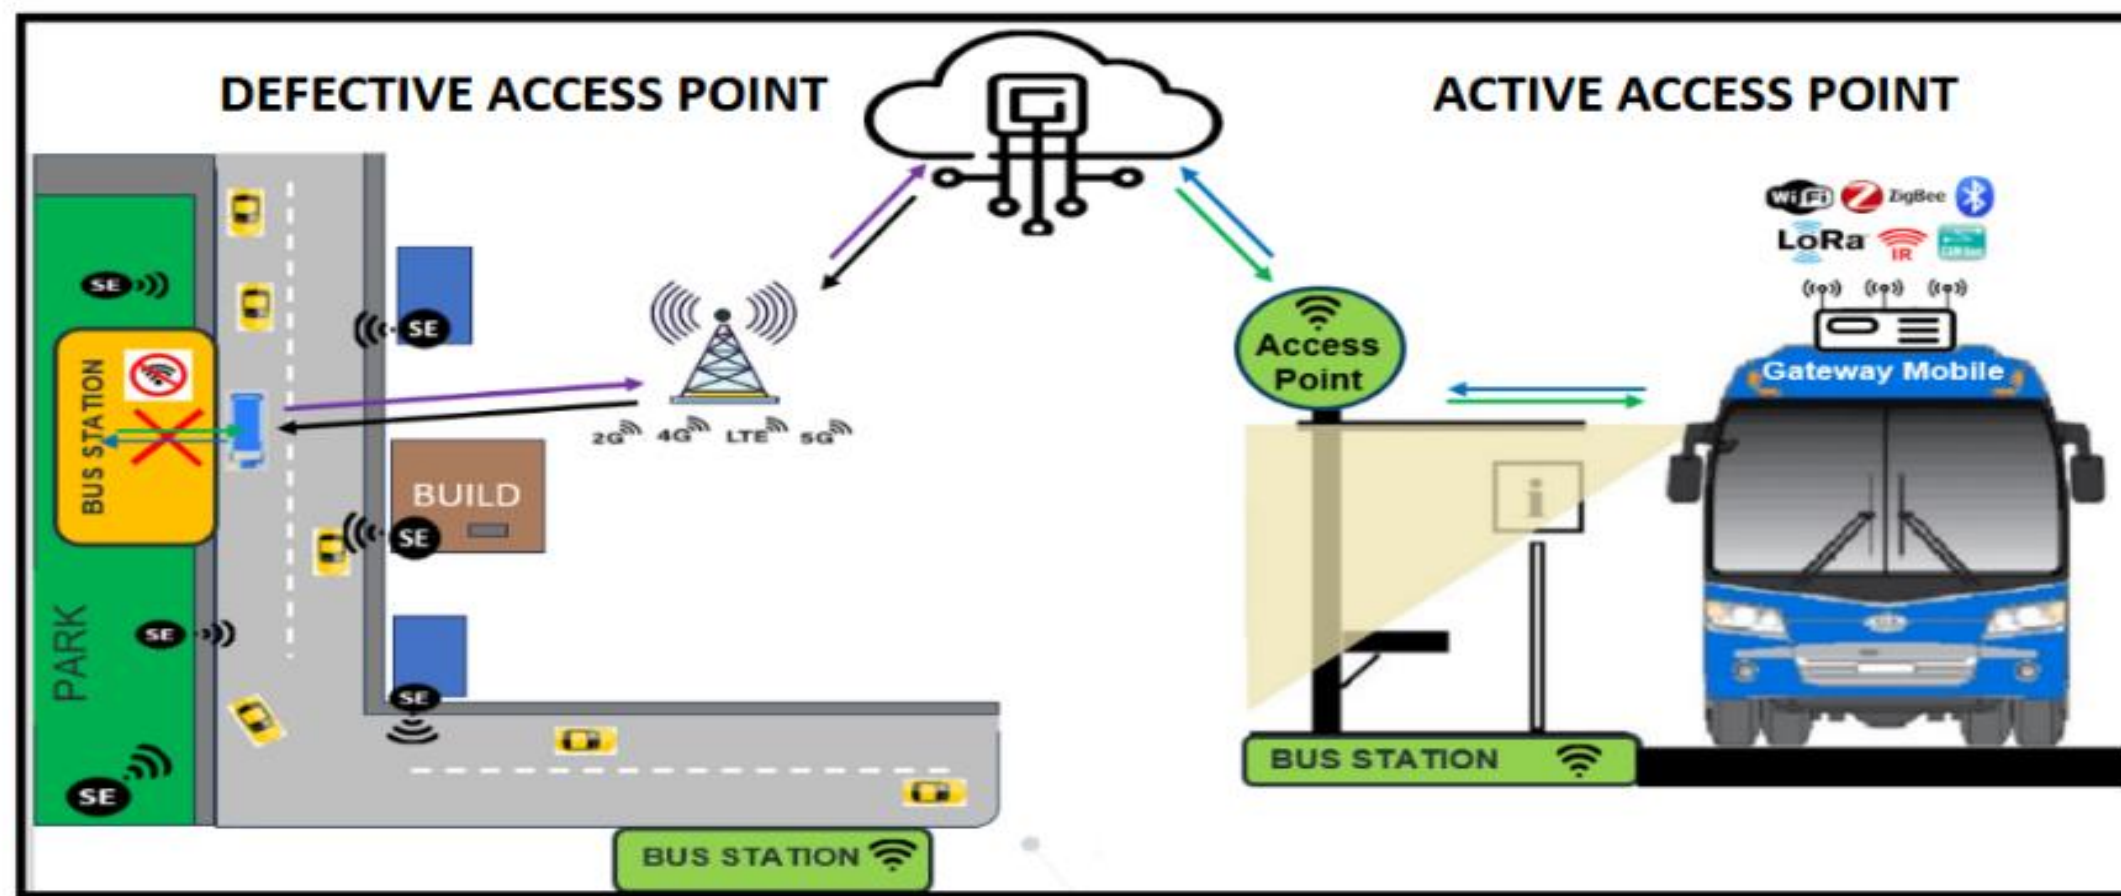 DEFECTIVE ACCESS POINT
ACTIVE ACCESS POINT
WiFi ZigBee
LoRa IR
Access
Point
Gateway Mobile
SE
SE
BUS STATION
2G 4G LTE 5G
BUILD
SE
i
PARK
SE
SE
SE
BUS STATION
BUS STATION